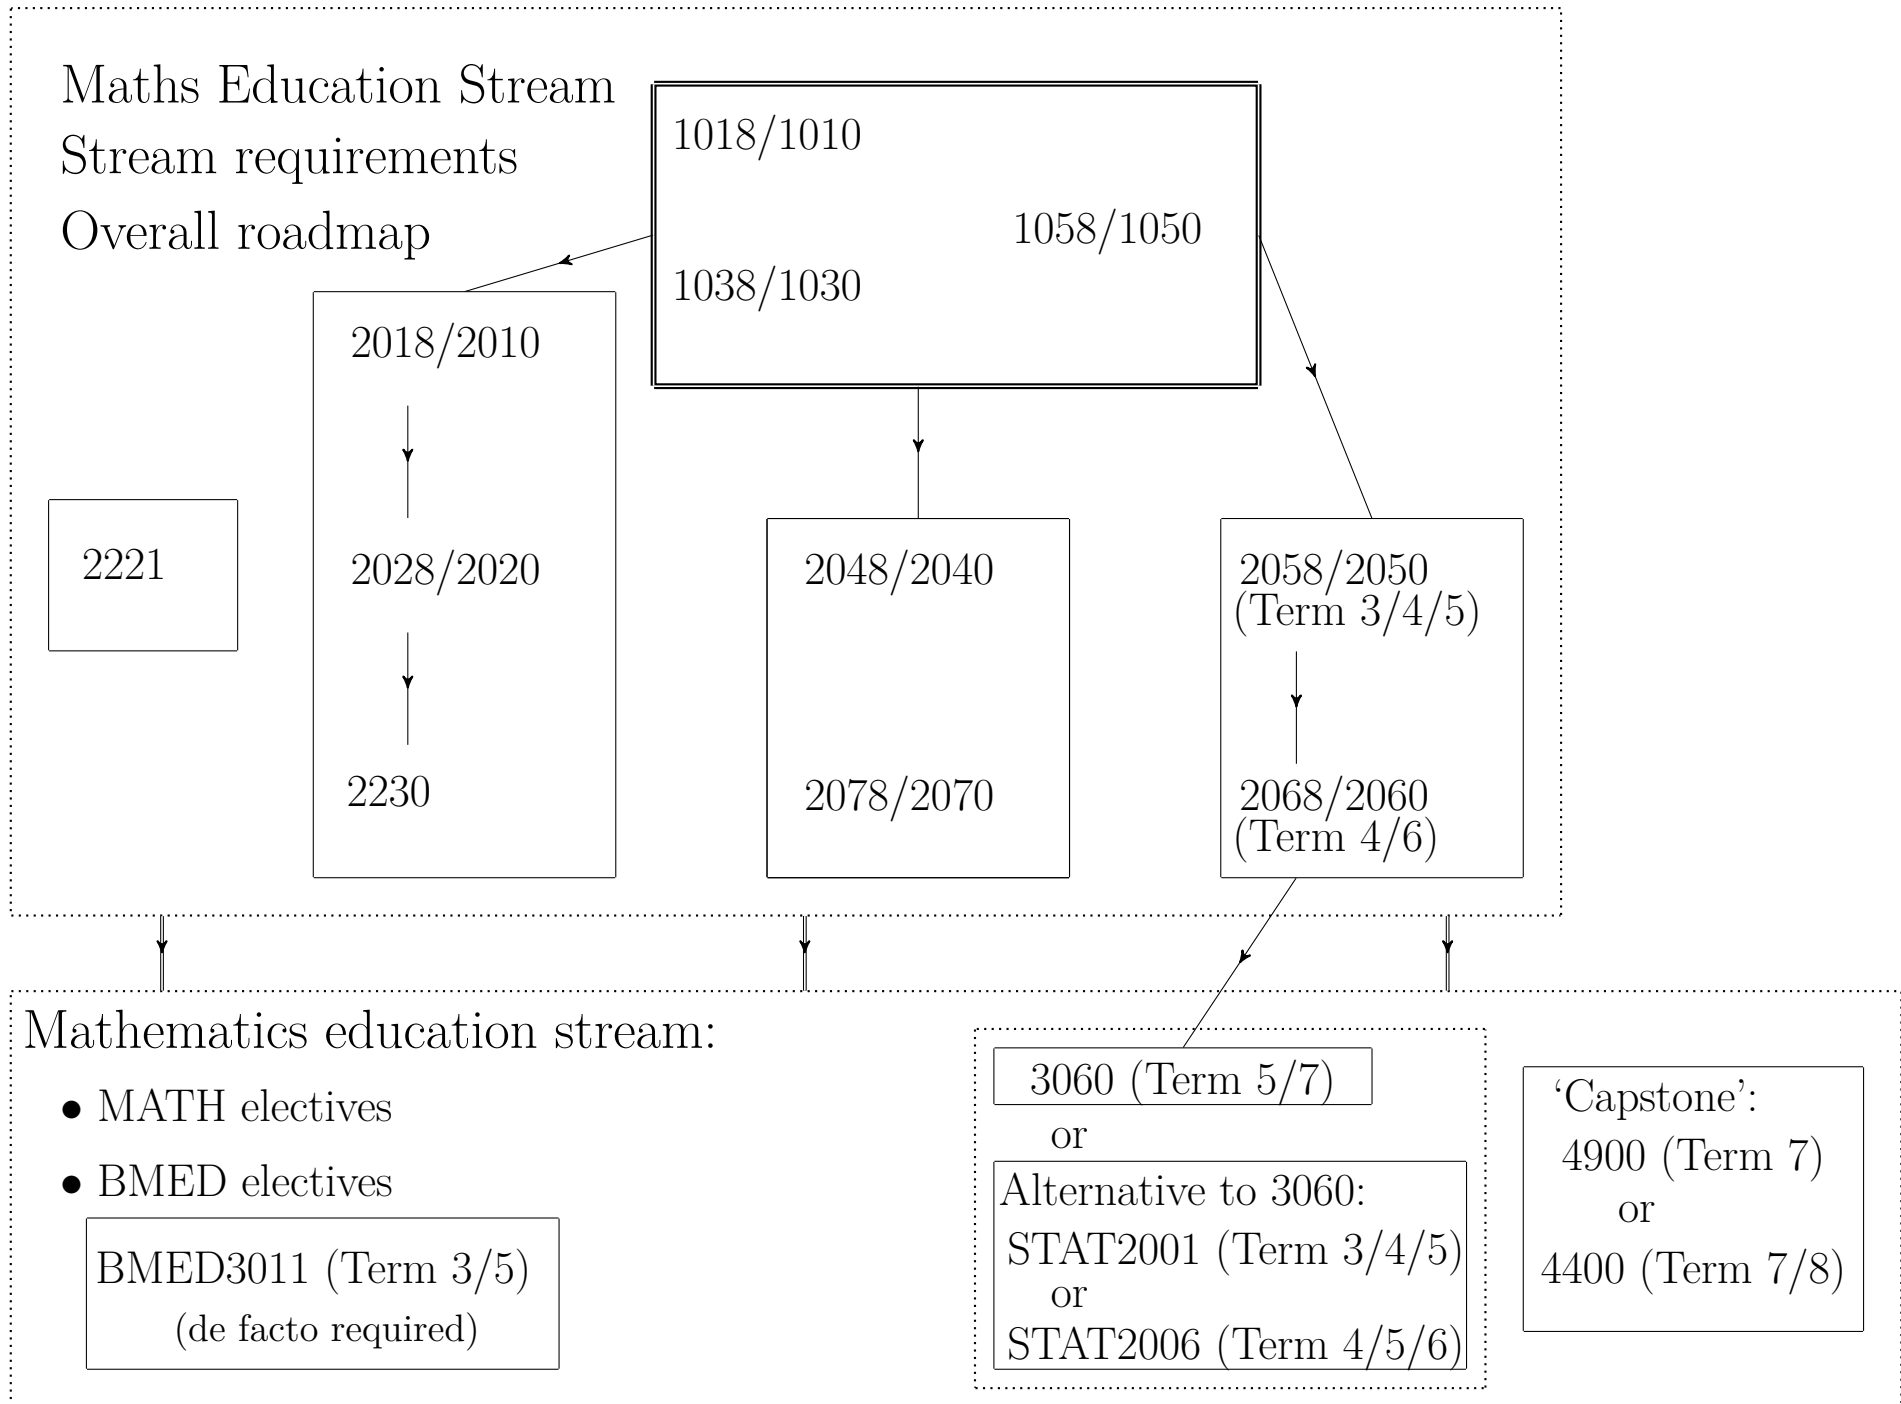 Maths Education Stream
Stream requirements
Overall roadmap
1018/1010
1058/1050
1038/1030
2018/2010
2221
2028/2020
2230
2048/2040
2078/2070
2058/2050
(Term 3/4/5)
2068/2060
(Term 4/6)
Mathematics education stream:
• MATH electives
• BMED electives
BMED3011 (Term 3/5)
(de facto required)
3060 (Term 5/7)
or
Alternative to 3060:
STAT2001 (Term 3/4/5)
or
STAT2006 (Term 4/5/6)
‘Capstone’:
4900 (Term 7)
or
4400 (Term 7/8)